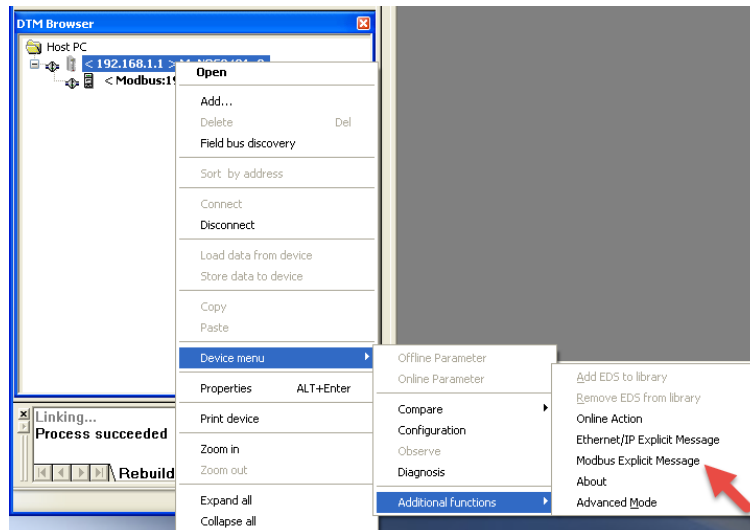 DTM Browser
Host PC
< 192.168.1.1 >
< Modbus:19
Open
Add...
Delete Del
Field bus discovery
Sort by address
Connect
Disconnect
Load data from device
Store data to device
Copy
Paste
Device menu
Properties ALT+Enter
Print device
Zoom in
Zoom out
Expand all
Collapse all
Offline Parameter
Online Parameter
Compare
Configuration
Observe
Diagnosis
Additional functions
Add EDS to library
Remove EDS from library
Online Action
Ethernet/IP Explicit Message
Modbus Explicit Message
About
Advanced Mode
Linking...
Process succeeded
Rebuild